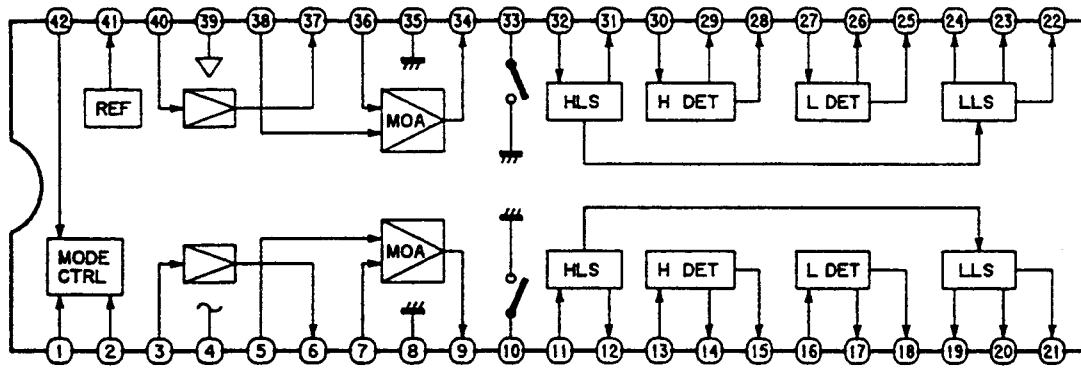 42 41 40 39 38 37 36 35 34 33 32 31 30 29 28 27 26 25 24 23 22
REF MOA HLS H DET L DET LLS
MODE
CTRL
MOA HLS H DET L DET LLS
1 2 3 4 5 6 7 8 9 10 11 12 13 14 15 16 17 18 19 20 21